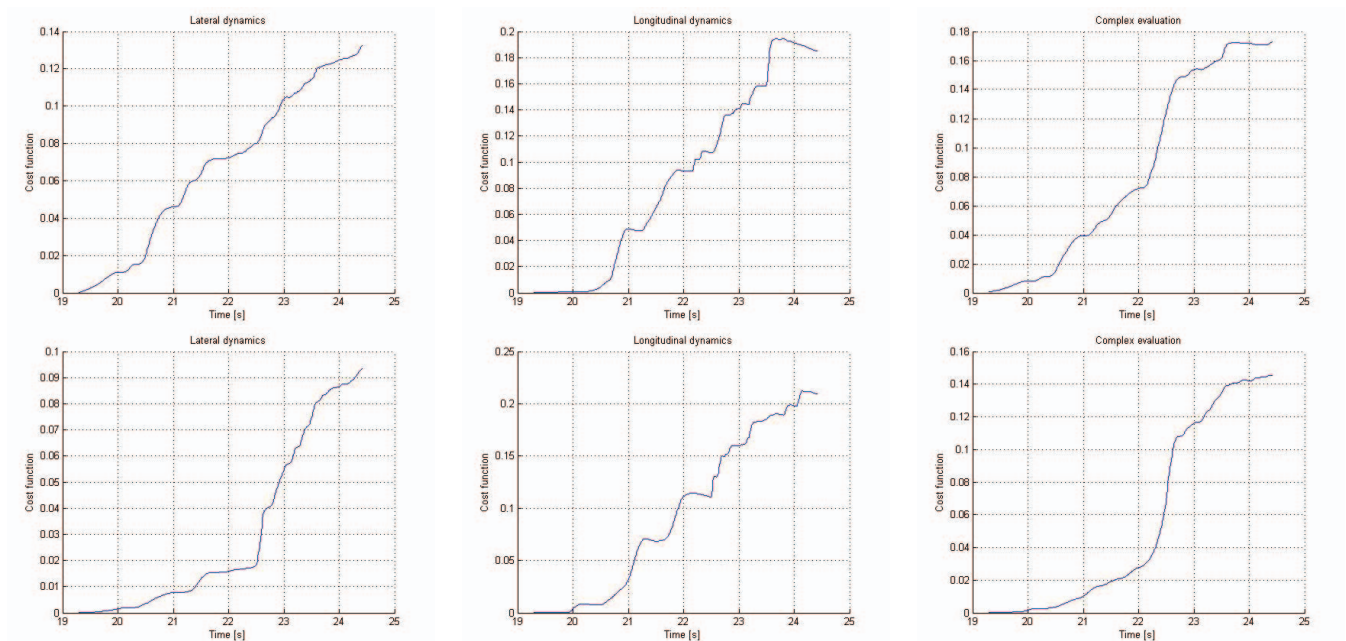 Lateral dynamics
0.14
0.12
0.1
0.08
0.06
0.04
0.02
0
Cost function
19 20 21 22 23 24 25
Time [s]
Longitudinal dynamics
0.2
0.18
0.16
0.14
0.12
0.1
0.08
0.06
0.04
0.02
0
Cost function
19 20 21 22 23 24 25
Time [s]
Complex evaluation
0.18
0.16
0.14
0.12
0.1
0.08
0.06
0.04
0.02
0
Cost function
19 20 21 22 23 24 25
Time [s]
Lateral dynamics
0.1
0.09
0.08
0.07
0.06
0.05
0.04
0.03
0.02
0.01
0
Cost function
19 20 21 22 23 24 25
Time [s]
Longitudinal dynamics
0.25
0.2
0.15
0.1
0.05
0
Cost function
19 20 21 22 23 24 25
Time [s]
Complex evaluation
0.16
0.14
0.12
0.1
0.08
0.06
0.04
0.02
0
Cost function
19 20 21 22 23 24 25
Time [s]